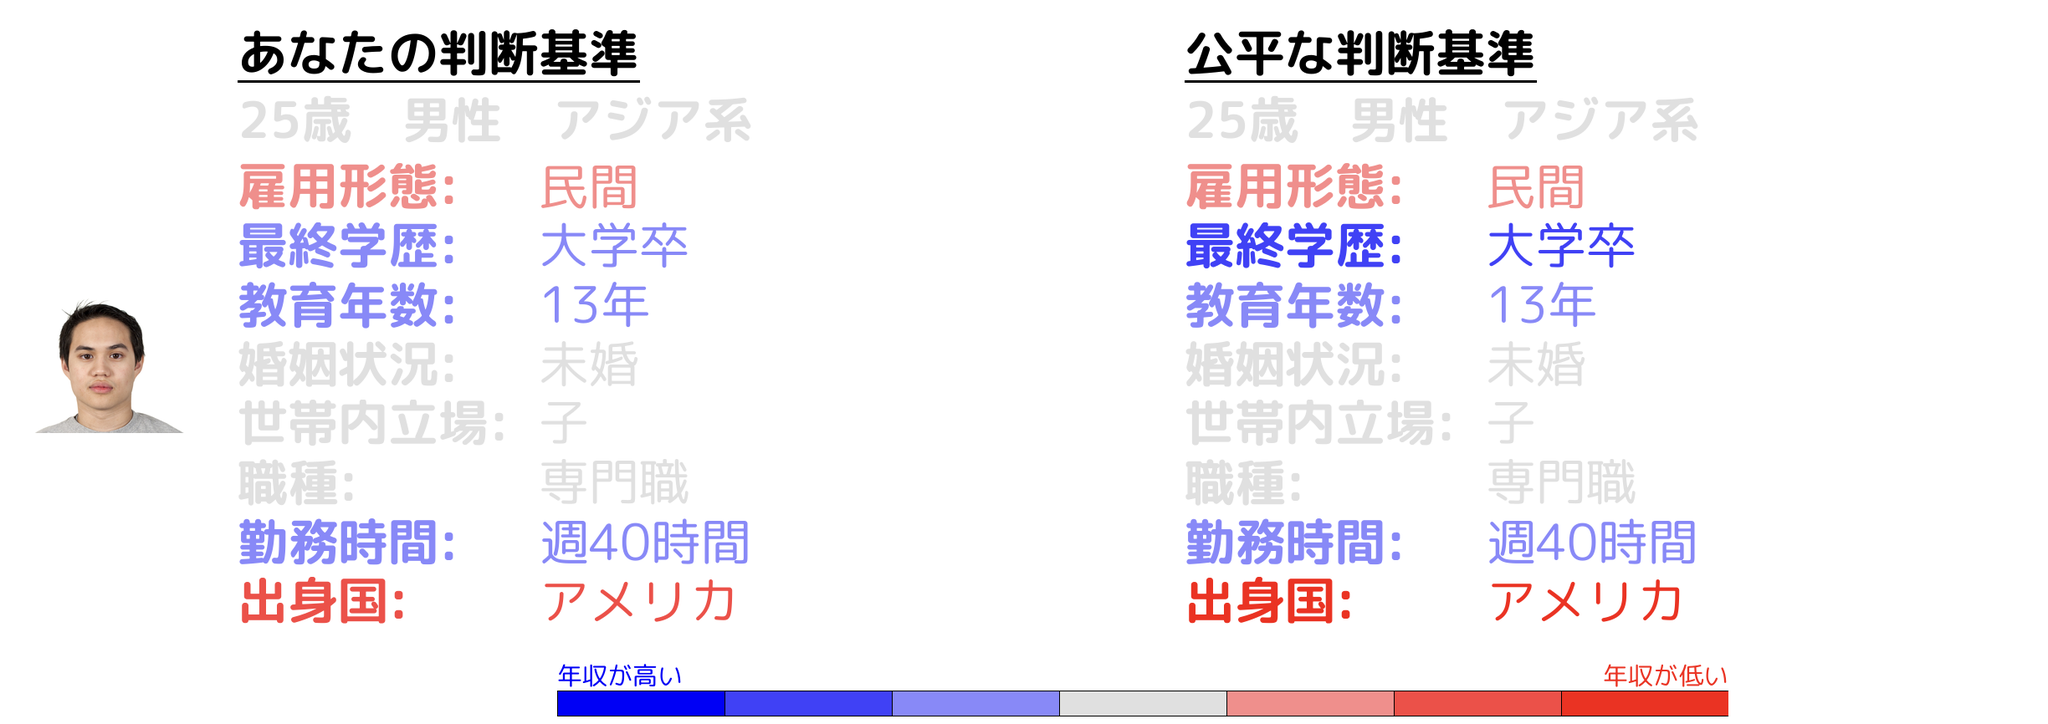 あなたの判断基準
25歳 男性 アジア系
雇用形態: 民間
最終学歴: 大学卒
教育年数: 13年
婚姻状況: 未婚
世帯内立場: 子
職種: 専門職
勤務時間: 週40時間
出身国: アメリカ
公平な判断基準
25歳 男性 アジア系
雇用形態: 民間
最終学歴: 大学卒
教育年数: 13年
婚姻状況: 未婚
世帯内立場: 子
職種: 専門職
勤務時間: 週40時間
出身国: アメリカ
年収が高い
年収が低い